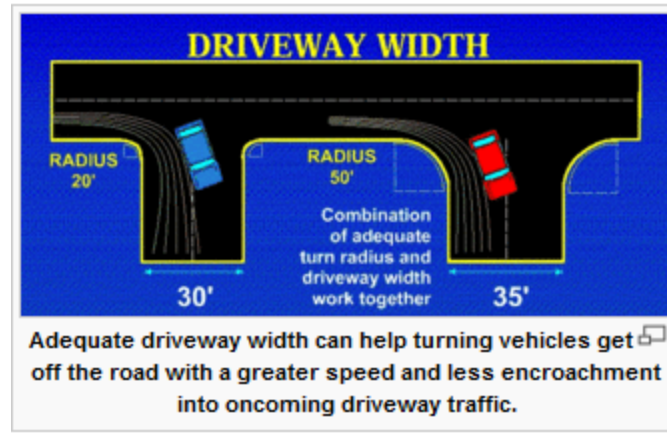 DRIVEWAY WIDTH
RADIUS
20'
RADIUS
50'
Combination
of adequate
turn radius and
driveway width
work together
30'
35'
Adequate driveway width can help turning vehicles get
off the road with a greater speed and less encroachment
into oncoming driveway traffic.